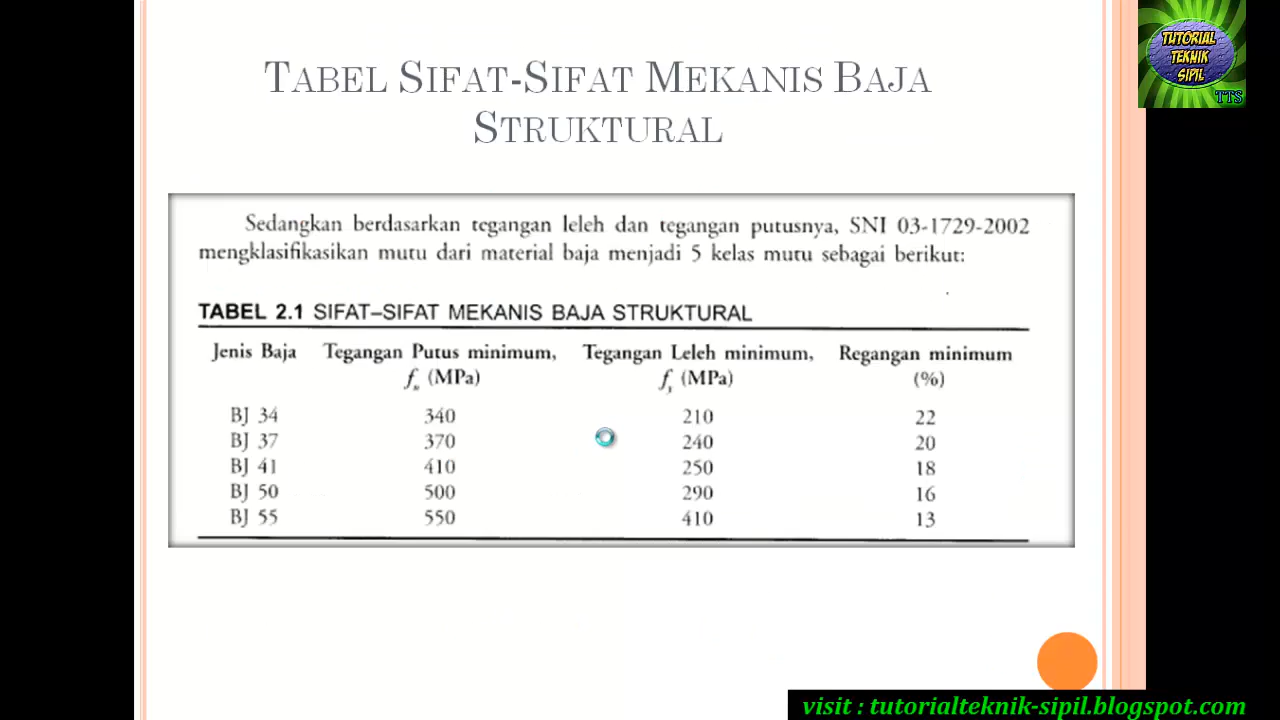 TUTORIAL
TEKNIK
SIPIL
TTS
TABEL SIFAT-SIFAT MEKANIS BAJA
STRUKTURAL
Sedangkan berdasarkan tegangan leleh dan tegangan putusnya, SNI 03-1729-2002
mengklasifikasikan mutu dari material baja menjadi 5 kelas mutu sebagai berikut:
TABEL 2.1 SIFAT–SIFAT MEKANIS BAJA STRUKTURAL
Jenis Baja Tegangan Putus minimum, Tegangan Leleh minimum, Regangan minimum
fu (MPa) fy (MPa) (%)
BJ 34 340 210 22
BJ 37 370 240 20
BJ 41 410 250 18
BJ 50 500 290 16
BJ 55 550 410 13
visit : tutorialteknik-sipil.blogspot.com